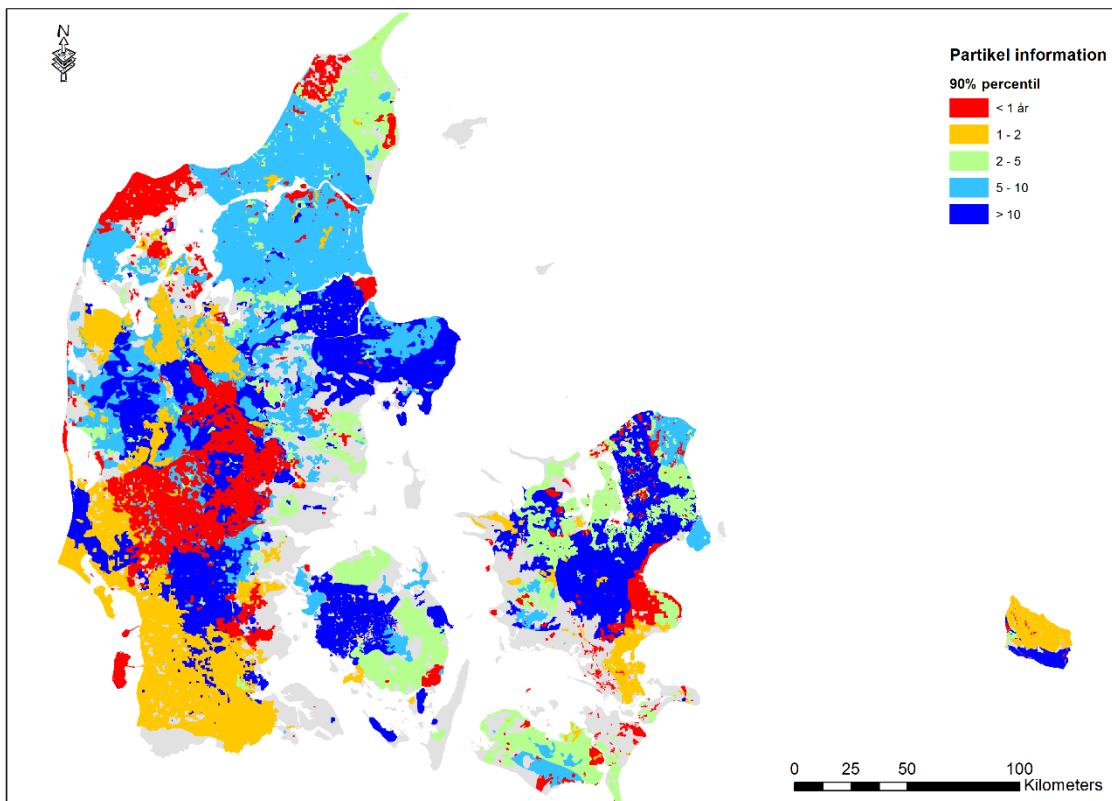 N
Partikel information
90% percentil
< 1 år
1 - 2
2 - 5
5 - 10
> 10
0 25 50 100
Kilometers